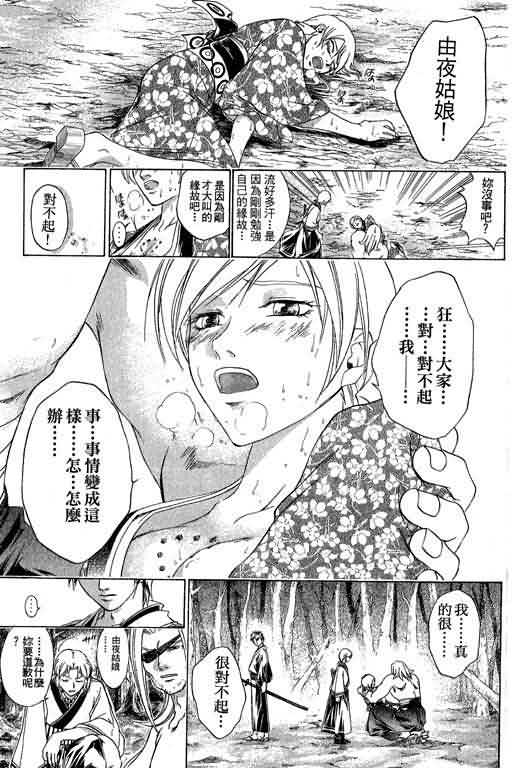 由夜姑娘！
妳沒事吧？
流好多汗…是
因為剛剛勉強
自己的緣故…
是因為剛
才大叫的
緣故吧…
…
對不起！
狂……大家
……對…對不起
……我——
事……事情變成這
樣……怎…怎麼
辦……
我……真
的很……
很對
不起…
由夜姑娘
……為什麼
妳要道歉呢
？
…